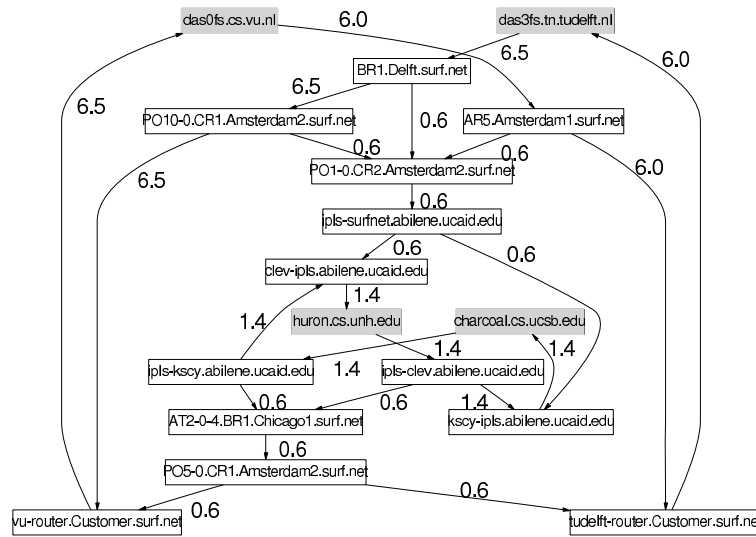 das0fs.cs.vu.nl
6.0
das3fs.tn.tudelft.nl
6.5
6.0
BR1.Delft.surf.net
6.5
6.5
PO10-0.CR1.Amsterdam2.surf.net
0.6
AR5.Amsterdam1.surf.net
0.6
0.6
PO1-0.CR2.Amsterdam2.surf.net
6.5
6.0
0.6
ipls-surfnet.abilene.ucaid.edu
0.6
0.6
clev-ipls.abilene.ucaid.edu
1.4
huron.cs.unh.edu
charcoal.cs.ucsb.edu
1.4
1.4
1.4
ipls-kscy.abilene.ucaid.edu
1.4
ipls-clev.abilene.ucaid.edu
1.4
0.6
0.6
AT2-0-4.BR1.Chicago1.surf.net
kscy-ipls.abilene.ucaid.edu
0.6
PO5-0.CR1.Amsterdam2.surf.net
0.6
0.6
vu-router.Customer.surf.net
tudelft-router.Customer.surf.net